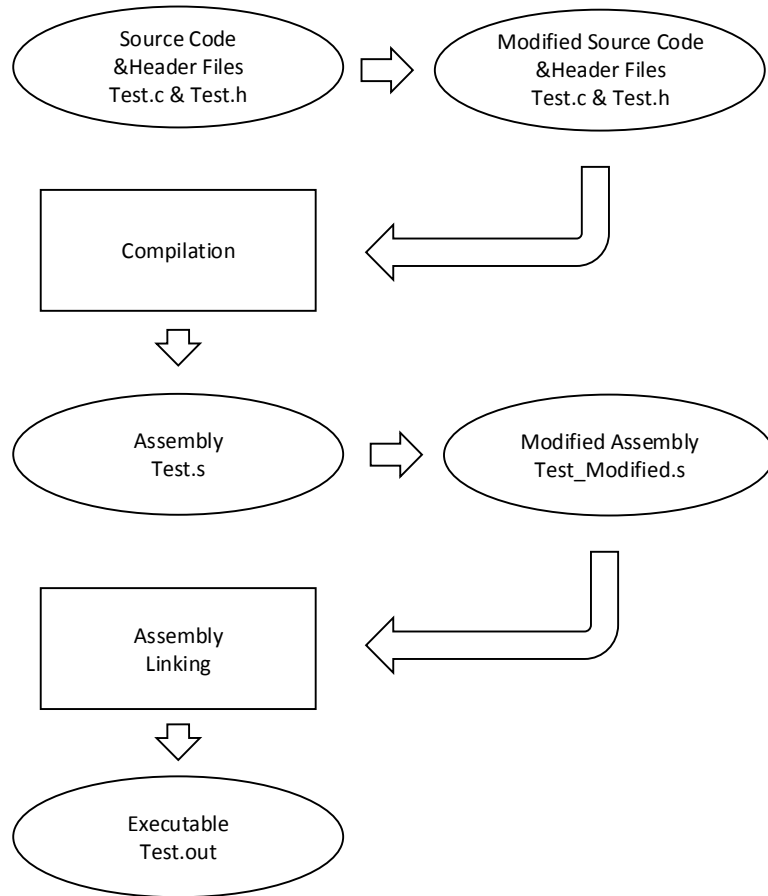 Source Code
&Header Files
Test.c & Test.h
Modified Source Code
&Header Files
Test.c & Test.h
Compilation
Assembly
Test.s
Modified Assembly
Test_Modified.s
Assembly
Linking
Executable
Test.out